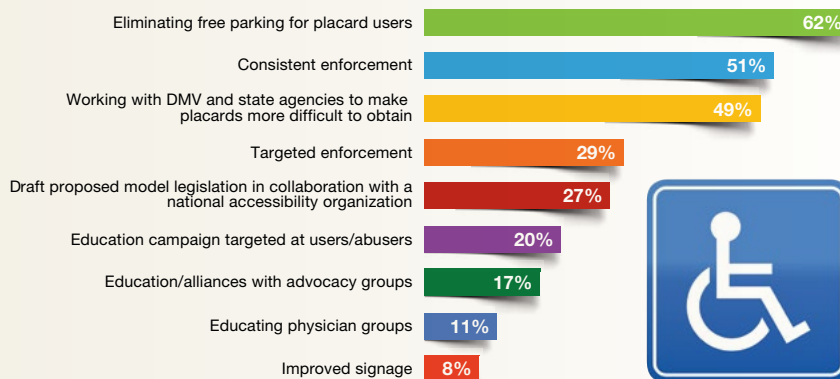 Eliminating free parking for placard users 62%
Consistent enforcement 51%
Working with DMV and state agencies to make
placards more difficult to obtain 49%
Targeted enforcement 29%
Draft proposed model legislation in collaboration with a
national accessibility organization 27%
Education campaign targeted at users/abusers 20%
Education/alliances with advocacy groups 17%
Educating physician groups 11%
Improved signage 8%